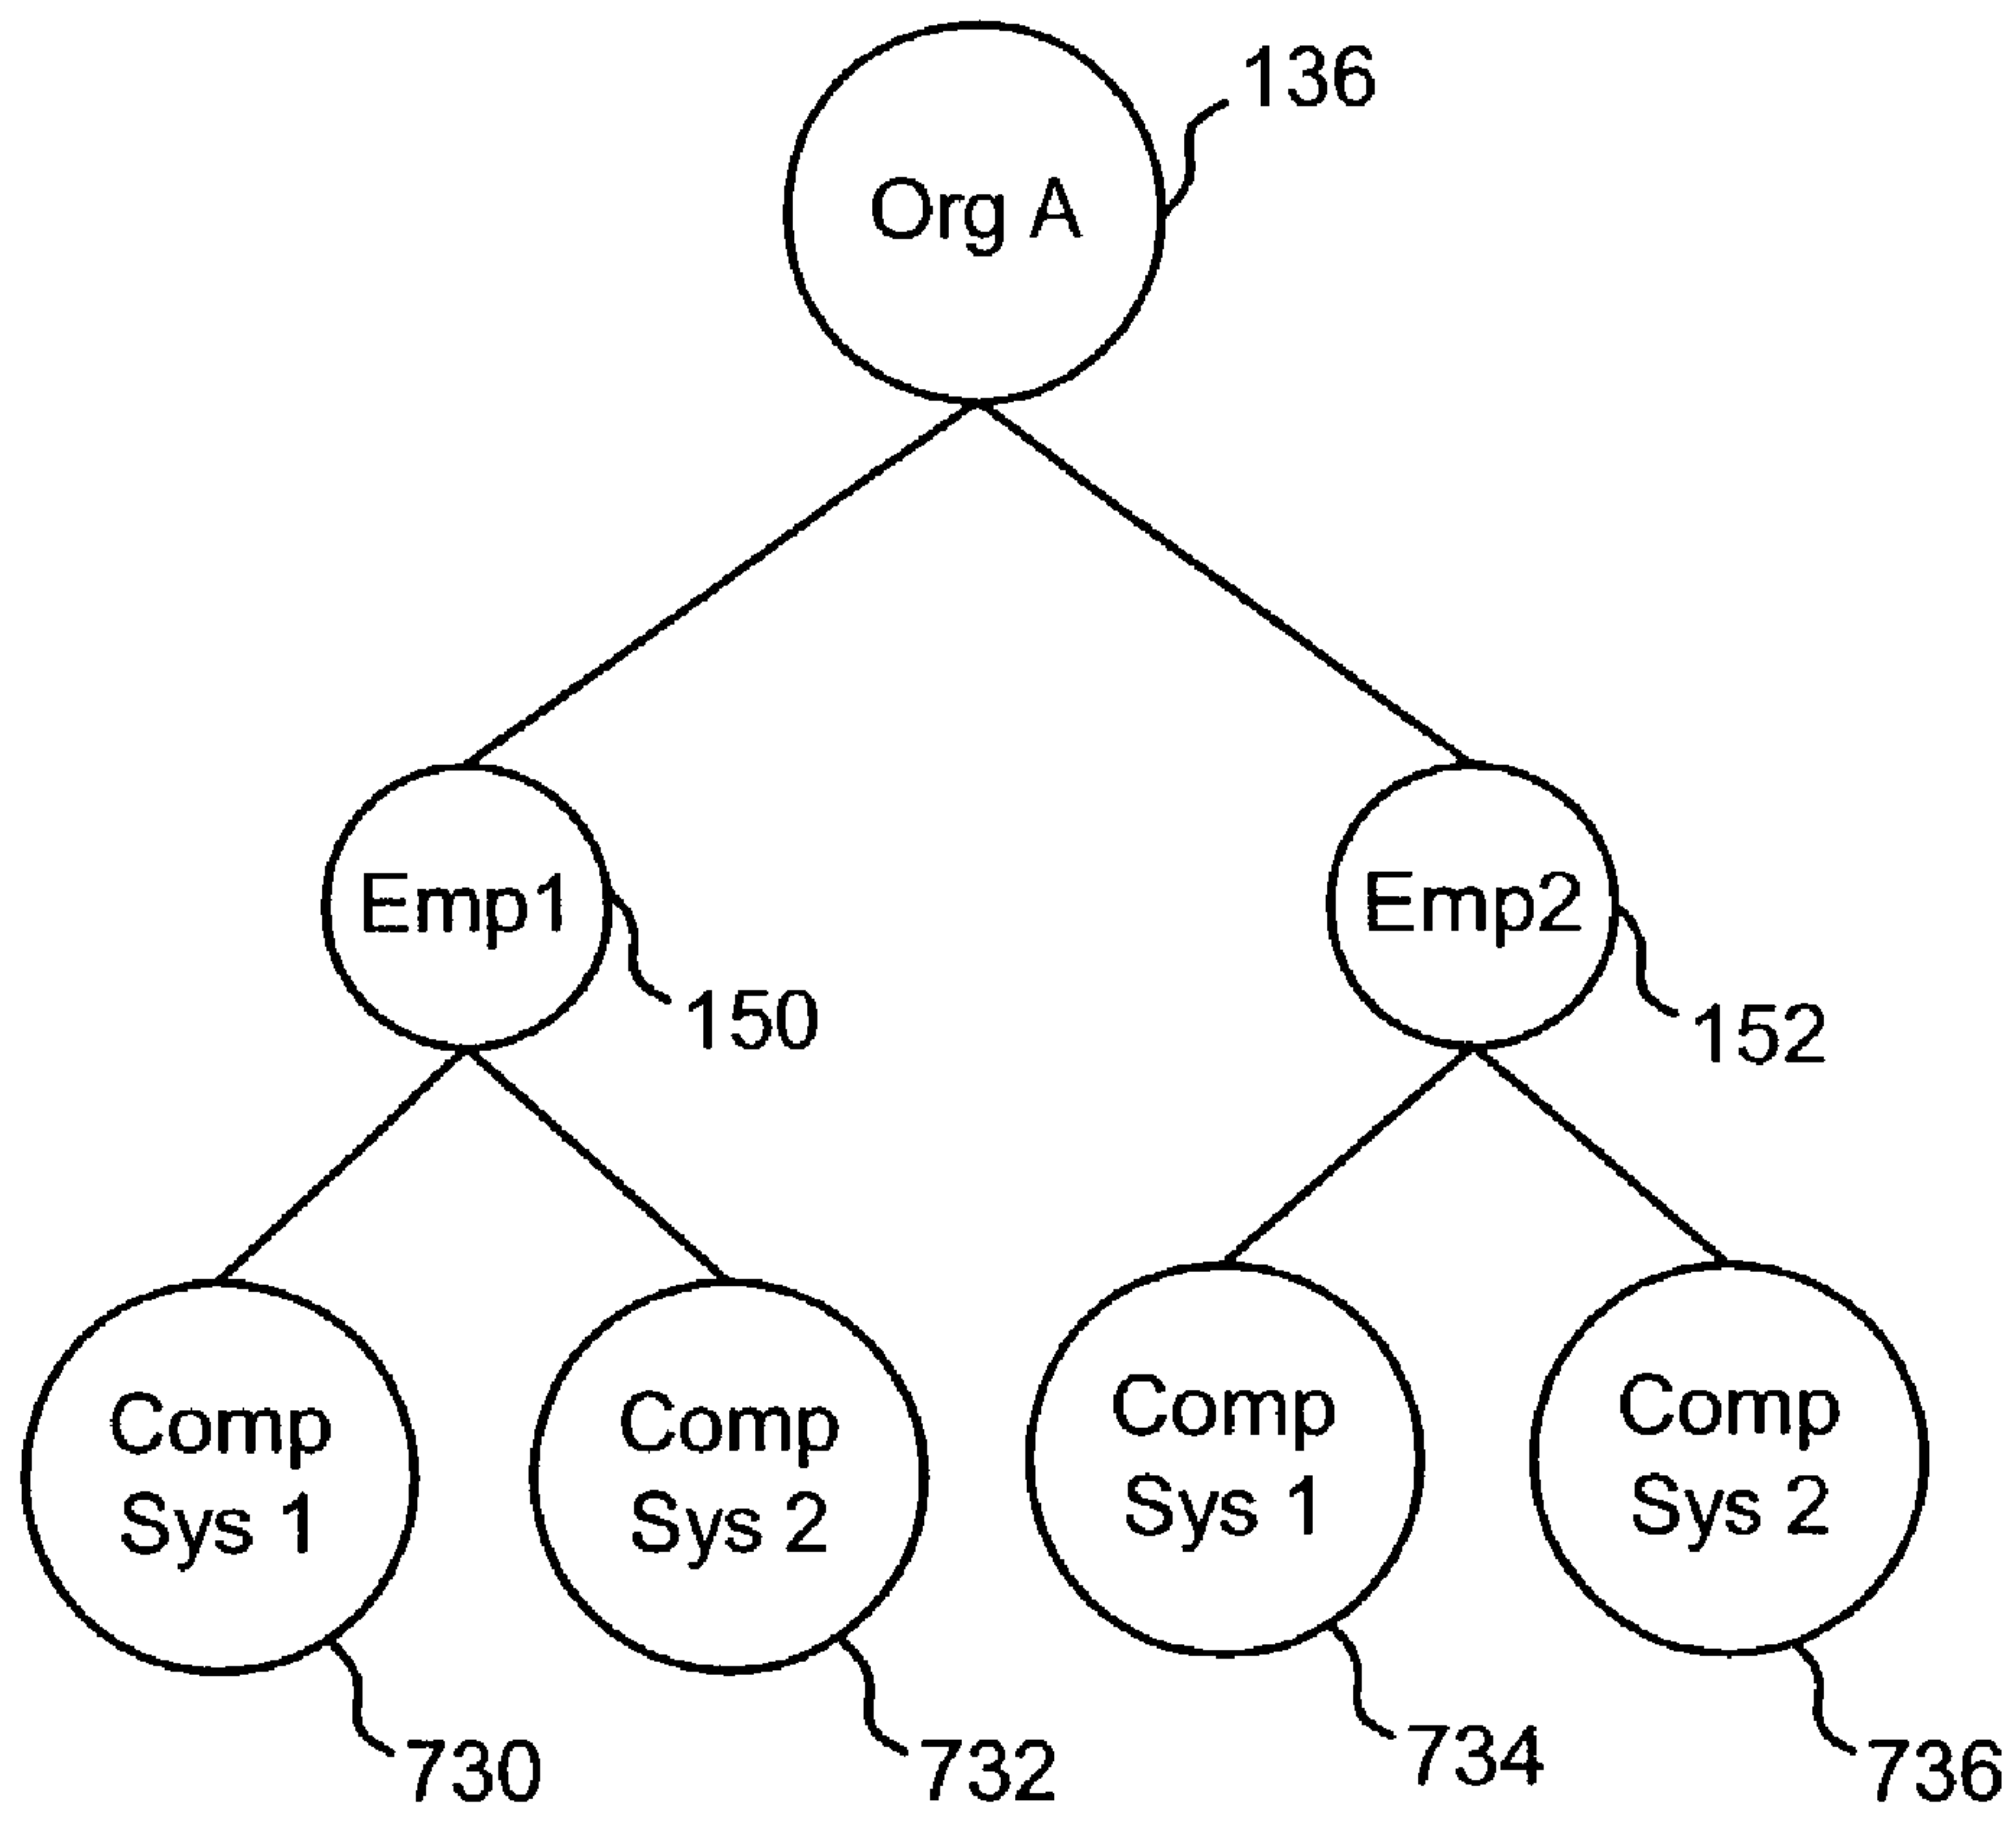 136
Org A
Emp1
Emp2
150
152
Comp
Sys 1
Comp
Sys 2
Comp
Sys 1
Comp
Sys 2
730
732
734
736